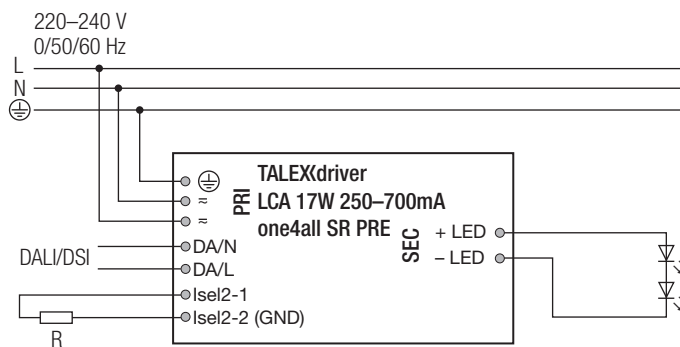 220–240 V
0/50/60 Hz
L
N
TALEXXdriver
LCA 17W 250–700mA
one4all SR PRE
PRI
≂
≂
SEC
+ LED
− LED
DALI/DSI
DA/N
DA/L
Isel2-1
Isel2-2 (GND)
R